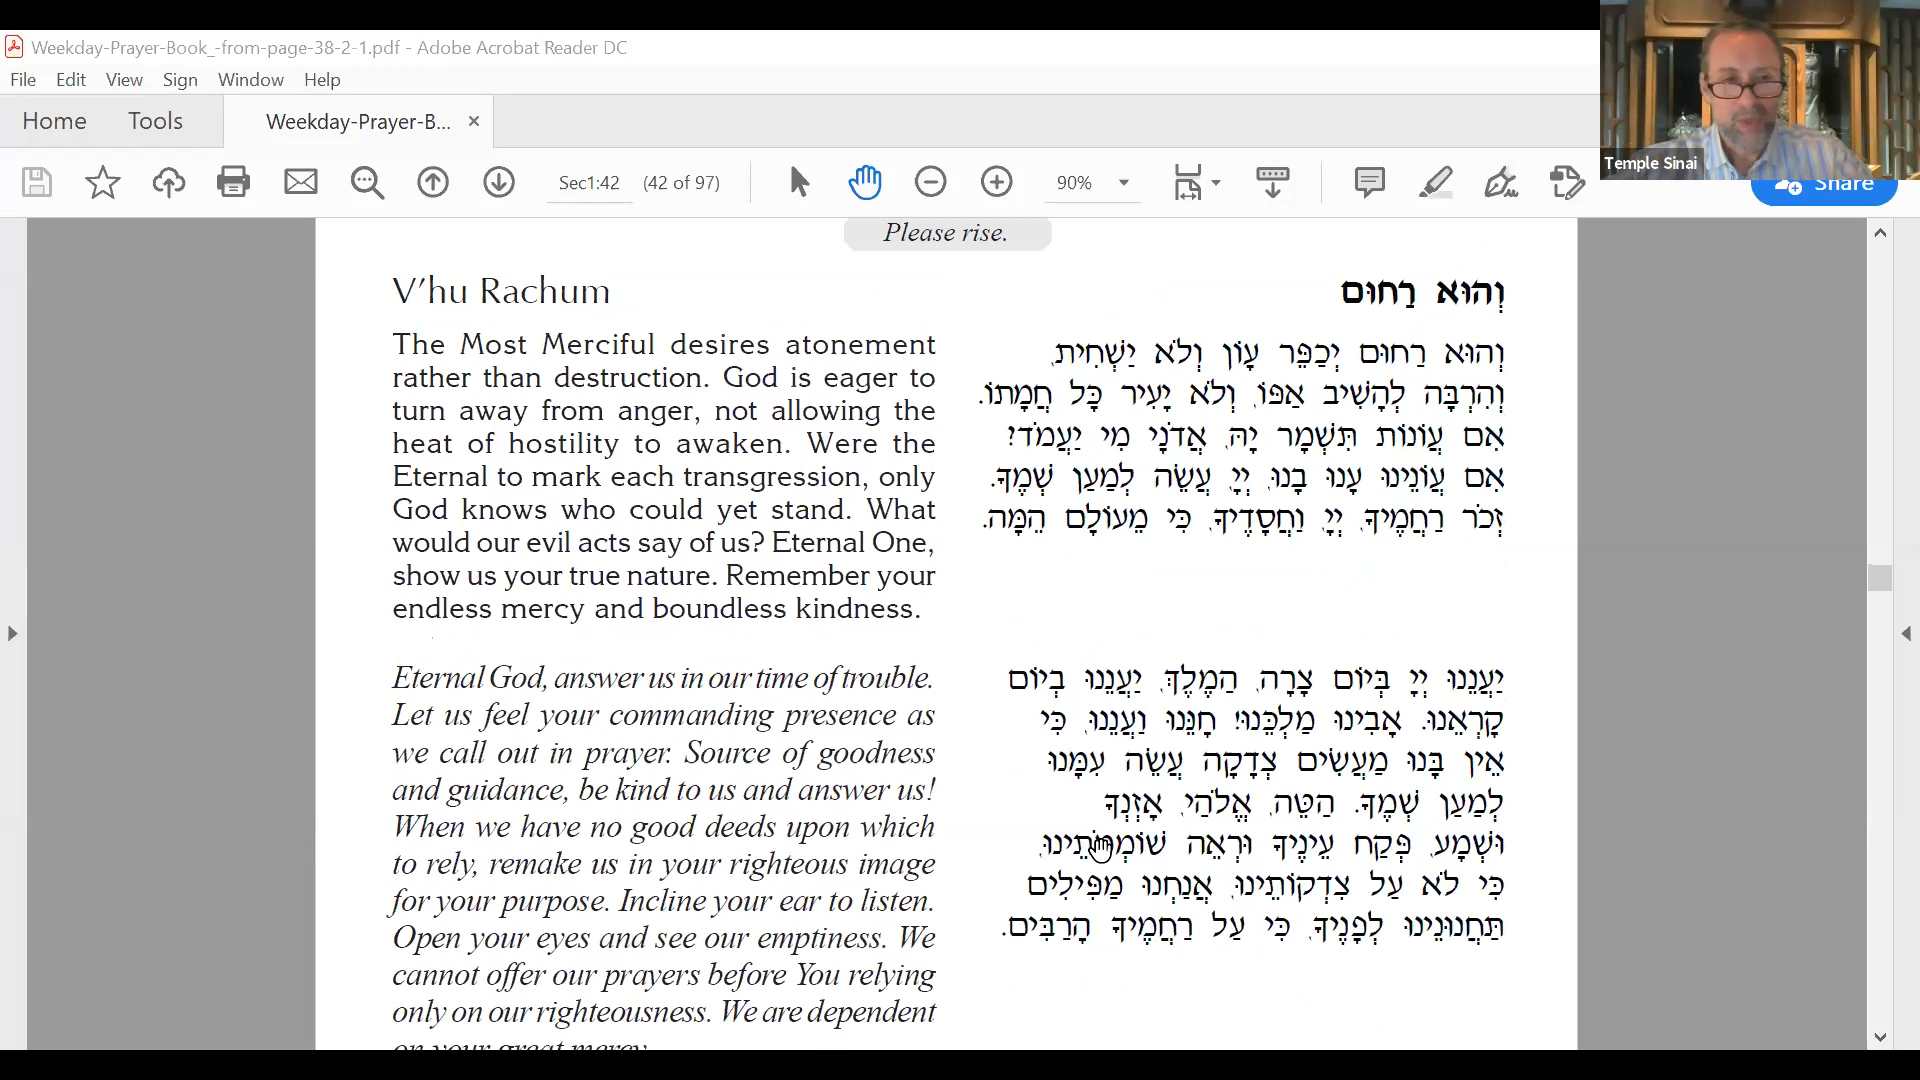 Weekday-Prayer-Book_-from-page-38-2-1.pdf - Adobe Acrobat Reader DC
File Edit View Sign Window Help
Home Tools Weekday-Prayer-B... ×
Sec1:42 (42 of 97) 90%
Share
Temple Sinai
Please rise.
V'hu Rachum
The Most Merciful desires atonement
rather than destruction. God is eager to
turn away from anger, not allowing the
heat of hostility to awaken. Were the
Eternal to mark each transgression, only
God knows who could yet stand. What
would our evil acts say of us? Eternal One,
show us your true nature. Remember your
endless mercy and boundless kindness.
Eternal God, answer us in our time of trouble.
Let us feel your commanding presence as
we call out in prayer. Source of goodness
and guidance, be kind to us and answer us!
When we have no good deeds upon which
to rely, remake us in your righteous image
for your purpose. Incline your ear to listen.
Open your eyes and see our emptiness. We
cannot offer our prayers before You relying
only on our righteousness. We are dependent
on your great mercy.
וְהוּא רַחוּם
וְהוּא רַחוּם יְכַפֵּר עָוֹן וְלֹא יַשְׁחִית,
וְהִרְבָּה לְהָשִׁיב אַפּוֹ, וְלֹא יָעִיר כָּל חֲמָתוֹ.
אִם עֲוֹנוֹת תִּשְׁמָר יָהּ, אֲדֹנָי מִי יַעֲמֹד?
אִם עֲוֹנֵינוּ עָנוּ בָנוּ, יְיָ, עֲשֵׂה לְמַעַן שְׁמֶךָ.
זְכֹר רַחֲמֶיךָ, יְיָ, וַחֲסָדֶיךָ, כִּי מֵעוֹלָם הֵמָּה.
יַעֲנֵנוּ יְיָ בְּיוֹם צָרָה, הַמֶּלֶךְ, יַעֲנֵנוּ בְיוֹם
קָרְאֵנוּ. אָבִינוּ מַלְכֵּנוּ! חָנֵּנוּ וַעֲנֵנוּ, כִּי
אֵין בָּנוּ מַעֲשִׂים צְדָקָה עֲשֵׂה עִמָּנוּ
לְמַעַן שְׁמֶךָ. הַטֵּה, אֱלֹהַי, אָזְנְךָ
וּשְׁמָע, פְּקַח עֵינֶיךָ וּרְאֵה שׁוֹמְמֹתֵינוּ,
כִּי לֹא עַל צִדְקוֹתֵינוּ, אֲנַחְנוּ מַפִּילִים
תַּחֲנוּנֵינוּ לְפָנֶיךָ, כִּי עַל רַחֲמֶיךָ הָרַבִּים.